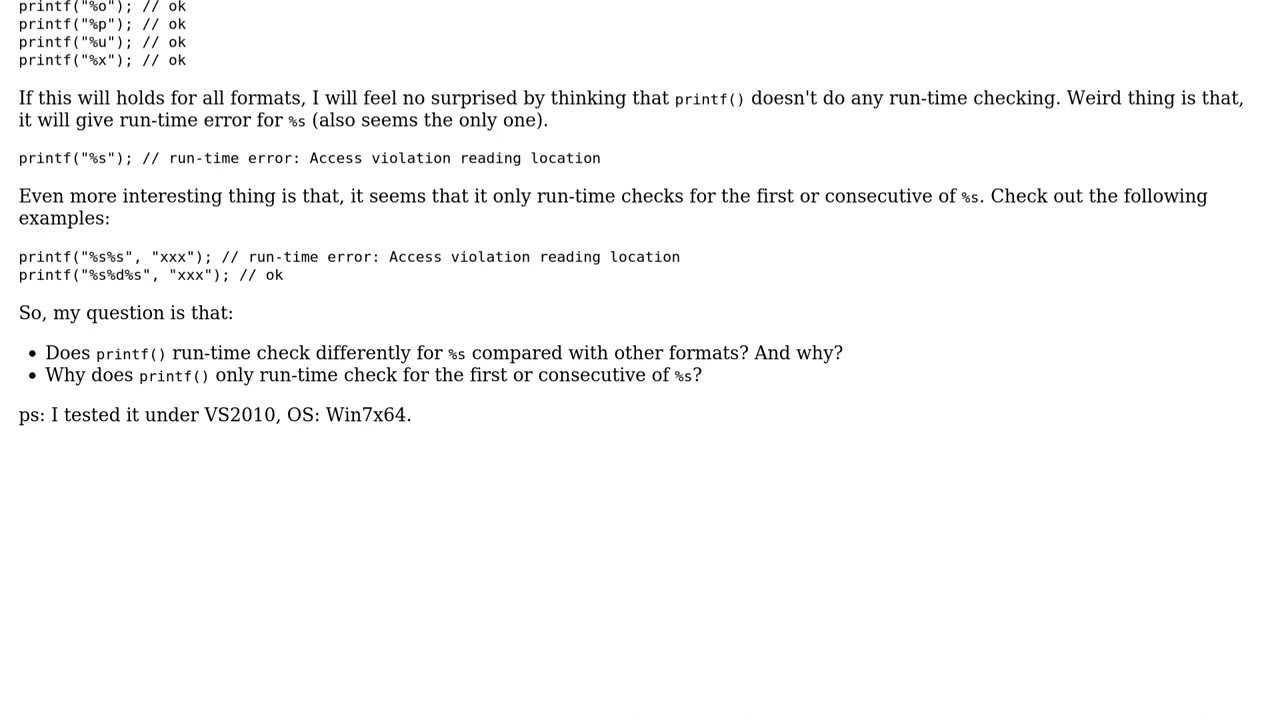 printf("%o"); // ok
printf("%p"); // ok
printf("%u"); // ok
printf("%x"); // ok
If this will holds for all formats, I will feel no surprised by thinking that printf() doesn't do any run-time checking. Weird thing is that,
it will give run-time error for %s (also seems the only one).
printf("%s"); // run-time error: Access violation reading location
Even more interesting thing is that, it seems that it only run-time checks for the first or consecutive of %s. Check out the following
examples:
printf("%s%s", "xxx"); // run-time error: Access violation reading location
printf("%s%d%s", "xxx"); // ok
So, my question is that:
• Does printf() run-time check differently for %s compared with other formats? And why?
• Why does printf() only run-time check for the first or consecutive of %s?
ps: I tested it under VS2010, OS: Win7x64.